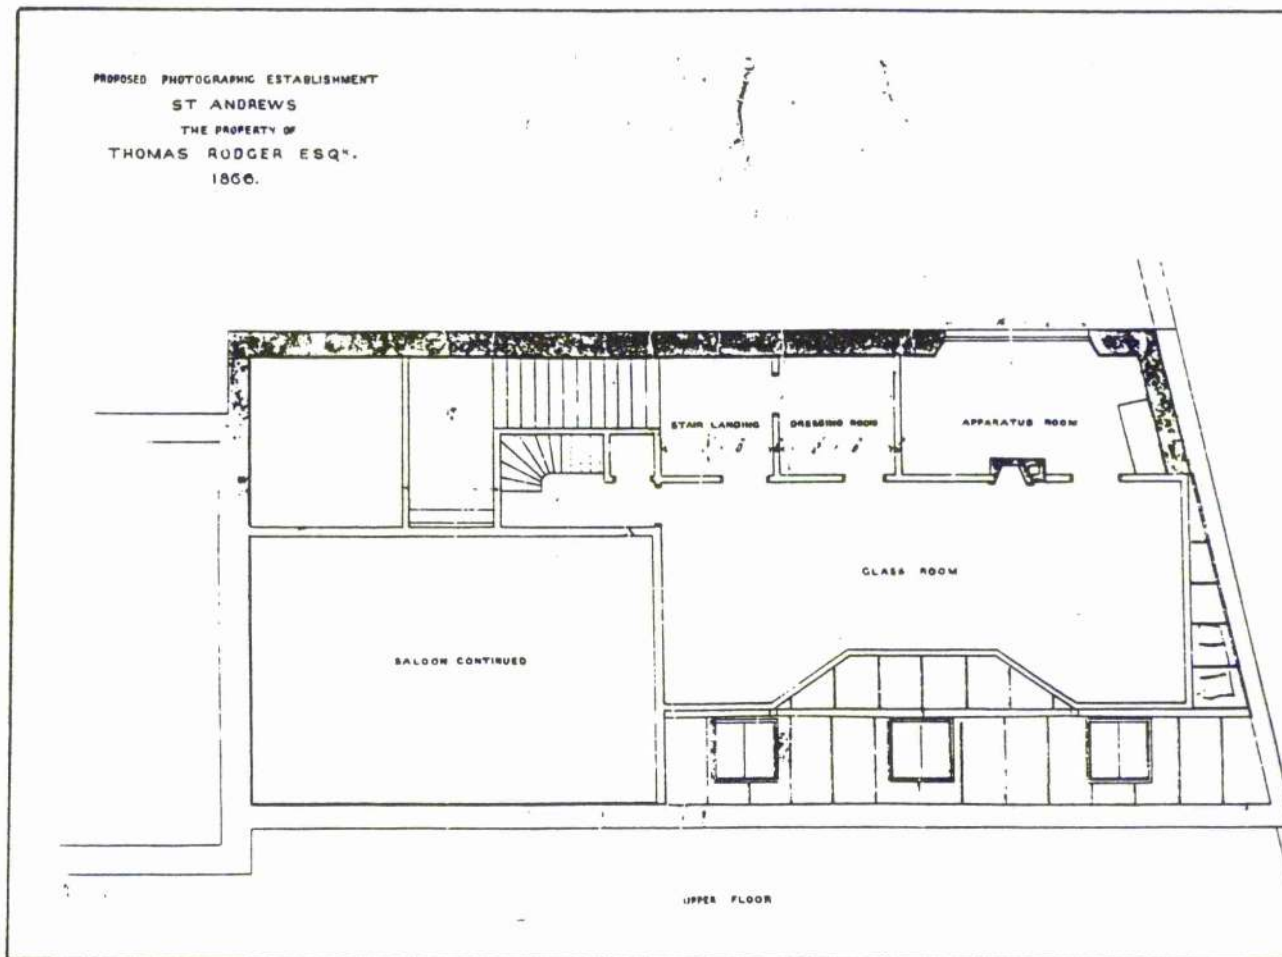 PROPOSED PHOTOGRAPHIC ESTABLISHMENT
ST ANDREWS
THE PROPERTY OF
THOMAS RODGER ESQR.
1866.
STAIR LANDING
DRESSING ROOM
APPARATUS ROOM
GLASS ROOM
SALOON CONTINUED
UPPER FLOOR